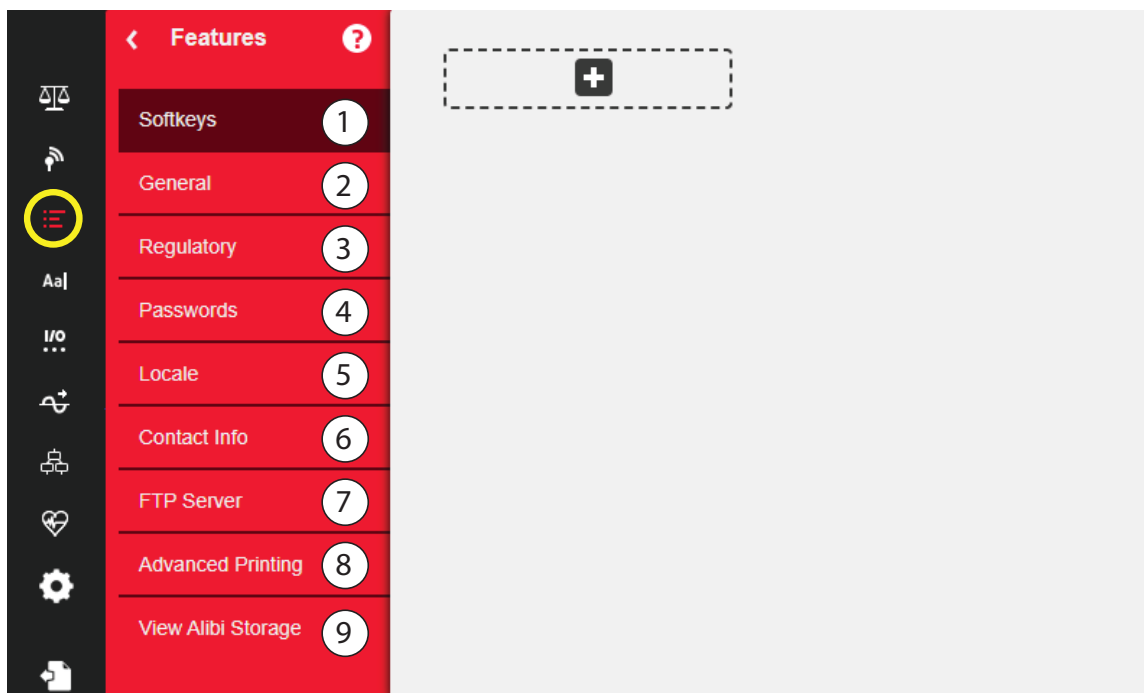 Features
?
Softkeys 1
General 2
Regulatory 3
Aa|
Passwords 4
I/O
Locale 5
Contact Info 6
FTP Server 7
Advanced Printing 8
View Alibi Storage 9